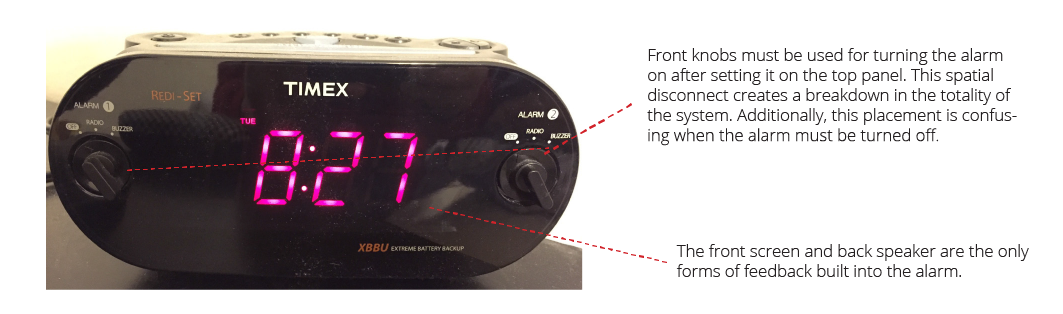 TIMEX
REDI-SET
ALARM 1
OFF RADIO BUZZER
TUE
8:27
ALARM 2
OFF RADIO BUZZER
XBBU EXTREME BATTERY BACKUP
Front knobs must be used for turning the alarm
on after setting it on the top panel. This spatial
disconnect creates a breakdown in the totality of
the system. Additionally, this placement is confus-
ing when the alarm must be turned off.
The front screen and back speaker are the only
forms of feedback built into the alarm.